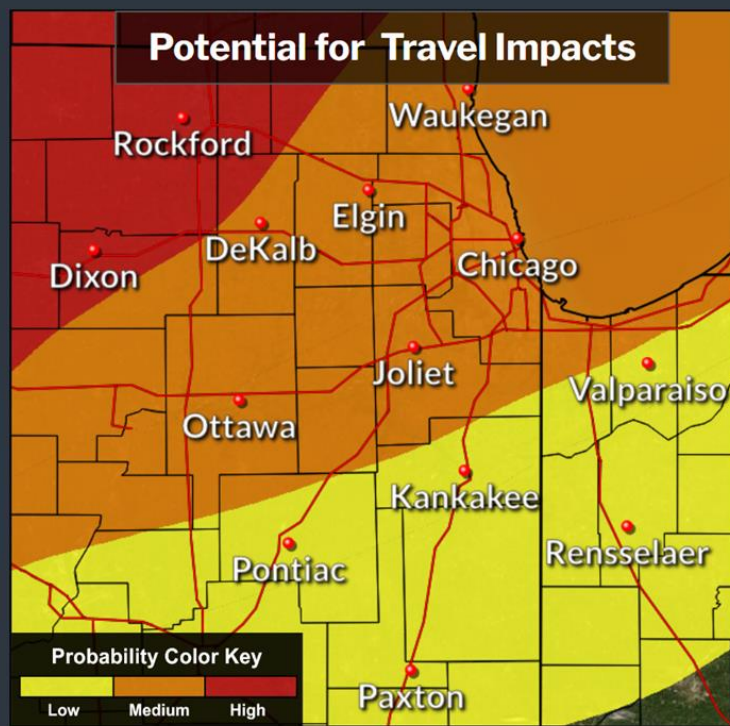 Potential for Travel Impacts
Waukegan
Rockford
Elgin
DeKalb
Chicago
Dixon
Joliet
Valparaiso
Ottawa
Kankakee
Rensselaer
Pontiac
Probability Color Key
Low Medium High
Paxton